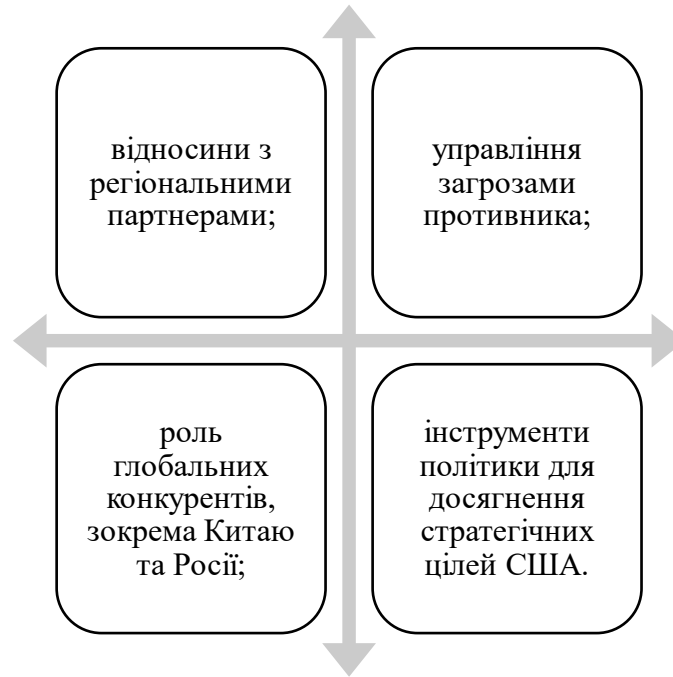 відносини з
регіональними
партнерами;
управління
загрозами
противника;
роль
глобальних
конкурентів,
зокрема Китаю
та Росії;
інструменти
політики для
досягнення
стратегічних
цілей США.